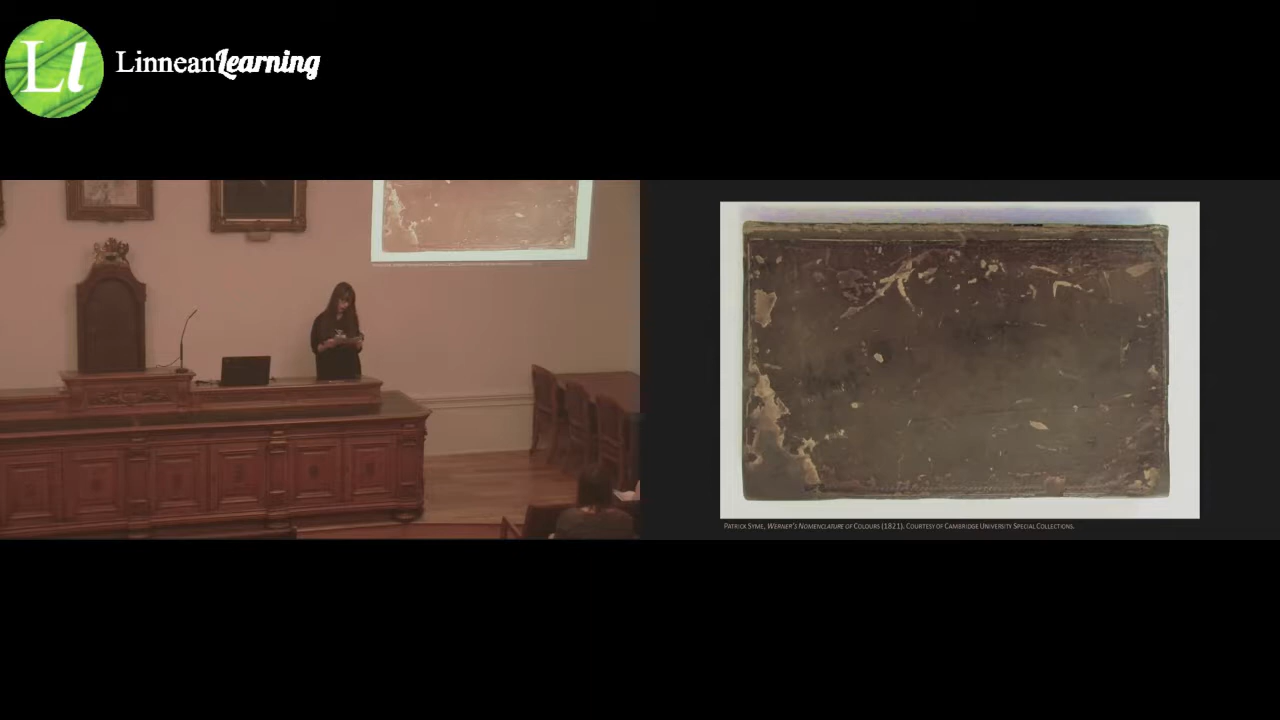 Ll LinneanLearning
PATRICK SYME, WERNER'S NOMENCLATURE OF COLOURS (1821). COURTESY OF CAMBRIDGE UNIVERSITY SPECIAL COLLECTIONS.